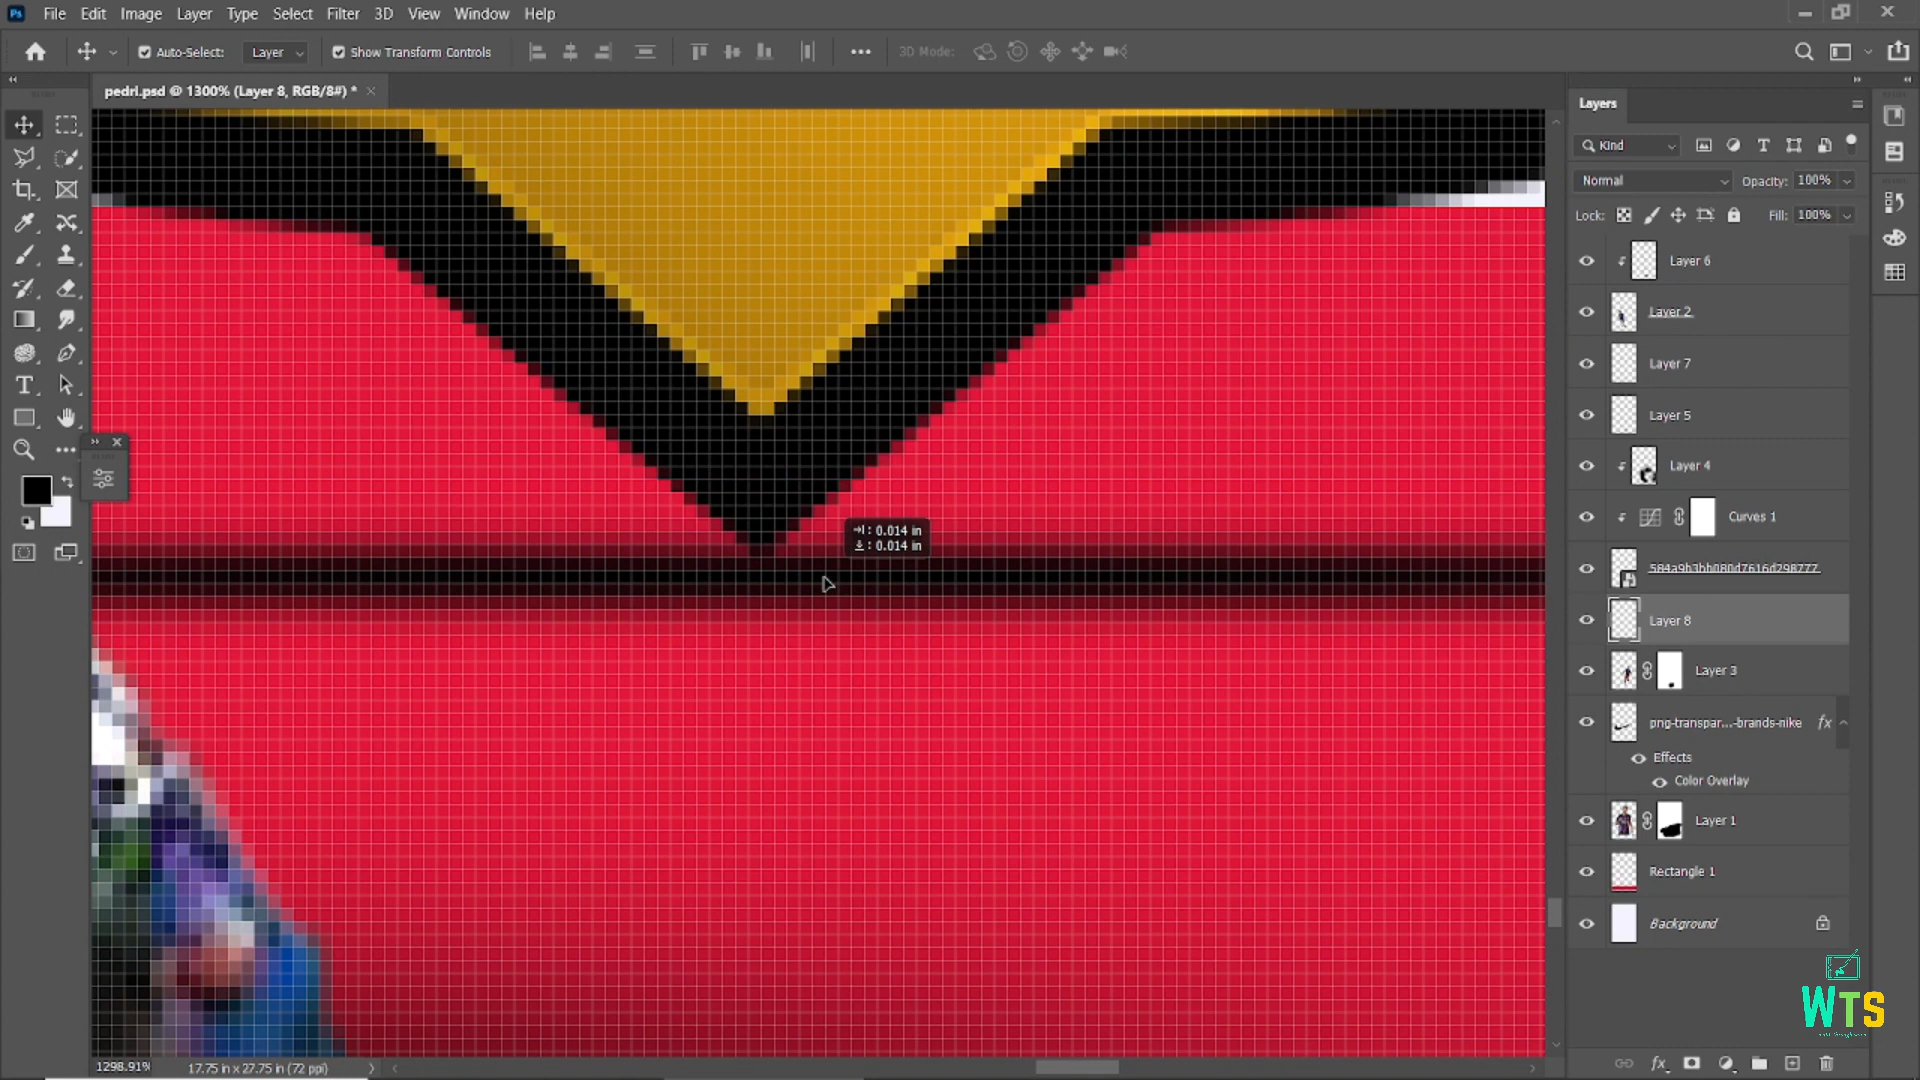 Ps File Edit Image Layer Type Select Filter 3D View Window Help
Auto-Select: Layer Show Transform Controls 3D Mode:
pedri.psd @ 1300% (Layer 8, RGB/8#) *
Layers
Kind
Normal Opacity: 100%
Lock: Fill: 100%
Layer 6
Layer 2
Layer 7
Layer 5
Layer 4
Curves 1
584a9b3bb080d7616d298777
Layer 8
Layer 3
png-transpar...-brands-nike fx
Effects
Color Overlay
Layer 1
Rectangle 1
Background
: 0.014 in
: 0.014 in
WTS
1298.91% 17.75 in x 27.75 in (72 ppi)
fx